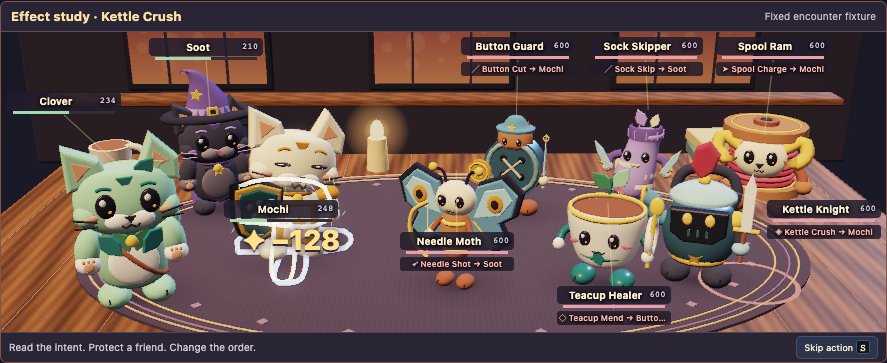 Effect study · Kettle Crush
Fixed encounter fixture
Soot 210
Button Guard 600
⟋ Button Cut → Mochi
Sock Skipper 600
⟋ Sock Skip → Soot
Spool Ram 600
➤ Spool Charge → Mochi
Clover 234
Mochi 248
✦ −128
Kettle Knight 600
◈ Kettle Crush → Mochi
Needle Moth 600
➶ Needle Shot → Soot
Teacup Healer 600
◇ Teacup Mend → Butto...
Read the intent. Protect a friend. Change the order.
Skip action S